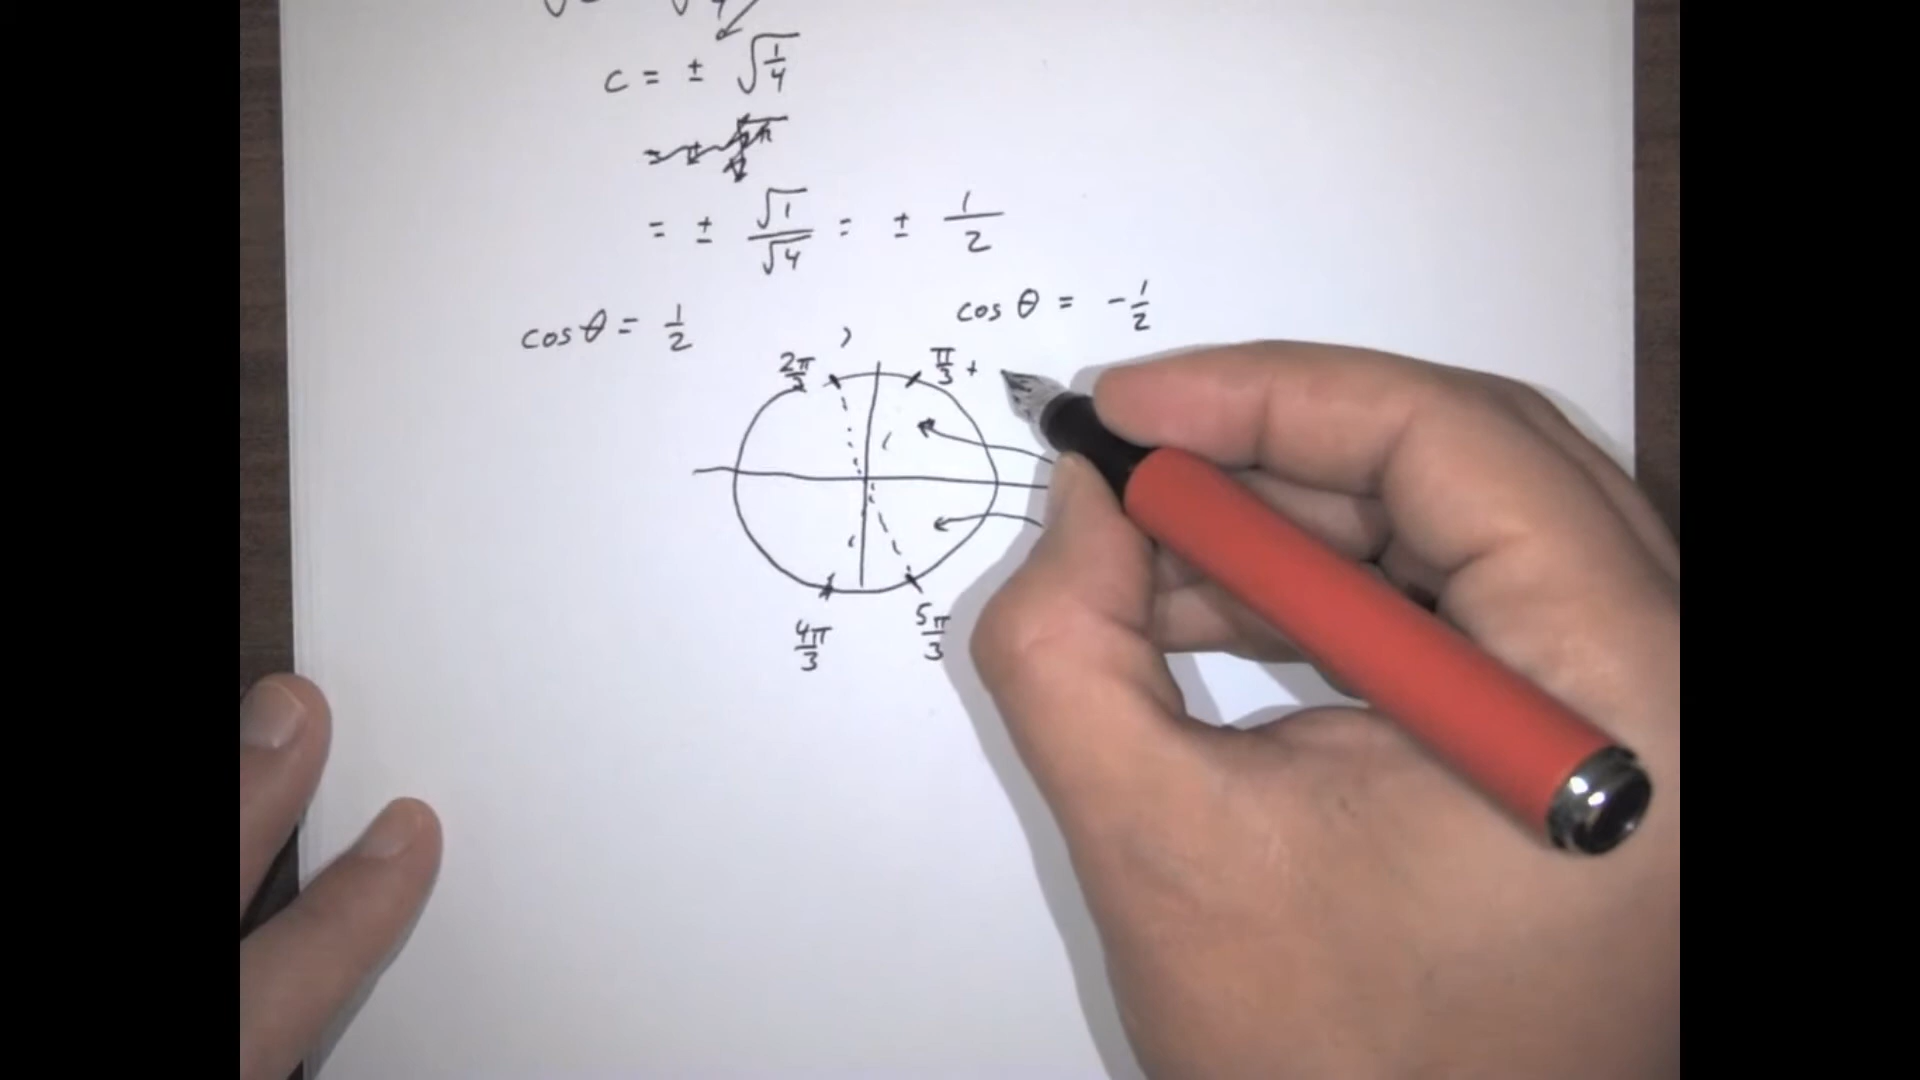 c = ± √(1/4)
= ± √1/√4 = ± 1/2
cos θ = 1/2 , cos θ = -1/2
2π/3 π/3 +
4π/3 5π/3